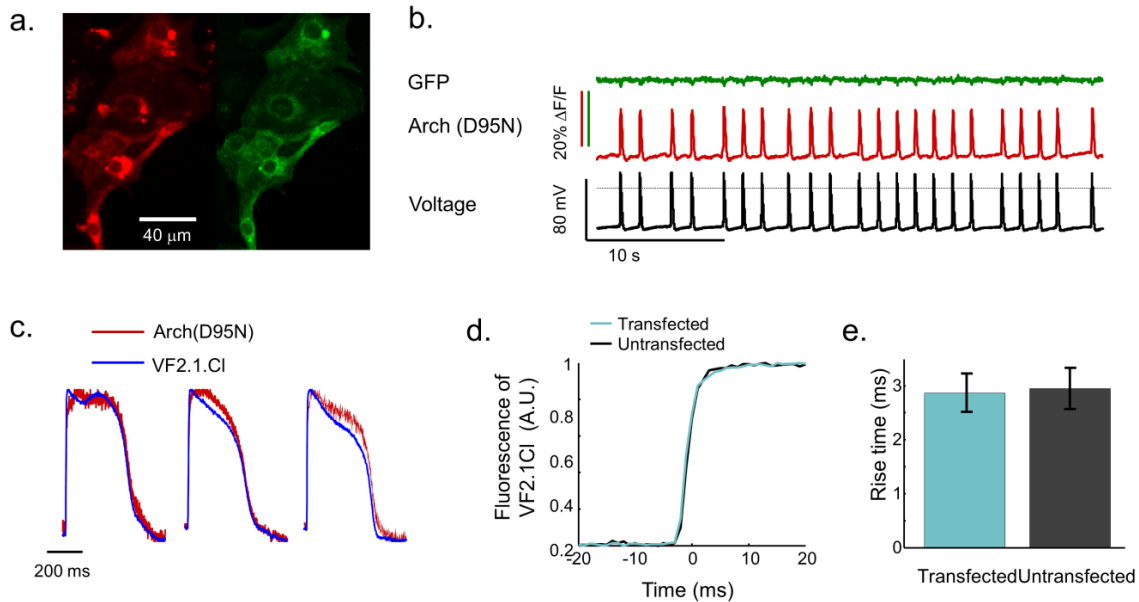 a.
40 μm
b.
GFP
Arch (D95N)
Voltage
20% ΔF/F
80 mV
10 s
c.
Arch(D95N)
VF2.1.Cl
200 ms
d.
Transfected
Untransfected
Fluorescence of
VF2.1Cl (A.U.)
1
0.8
0.6
0.4
0.2
-20
-10
0
10
20
Time (ms)
e.
Rise time (ms)
3
2
1
0
Transfected
Untransfected